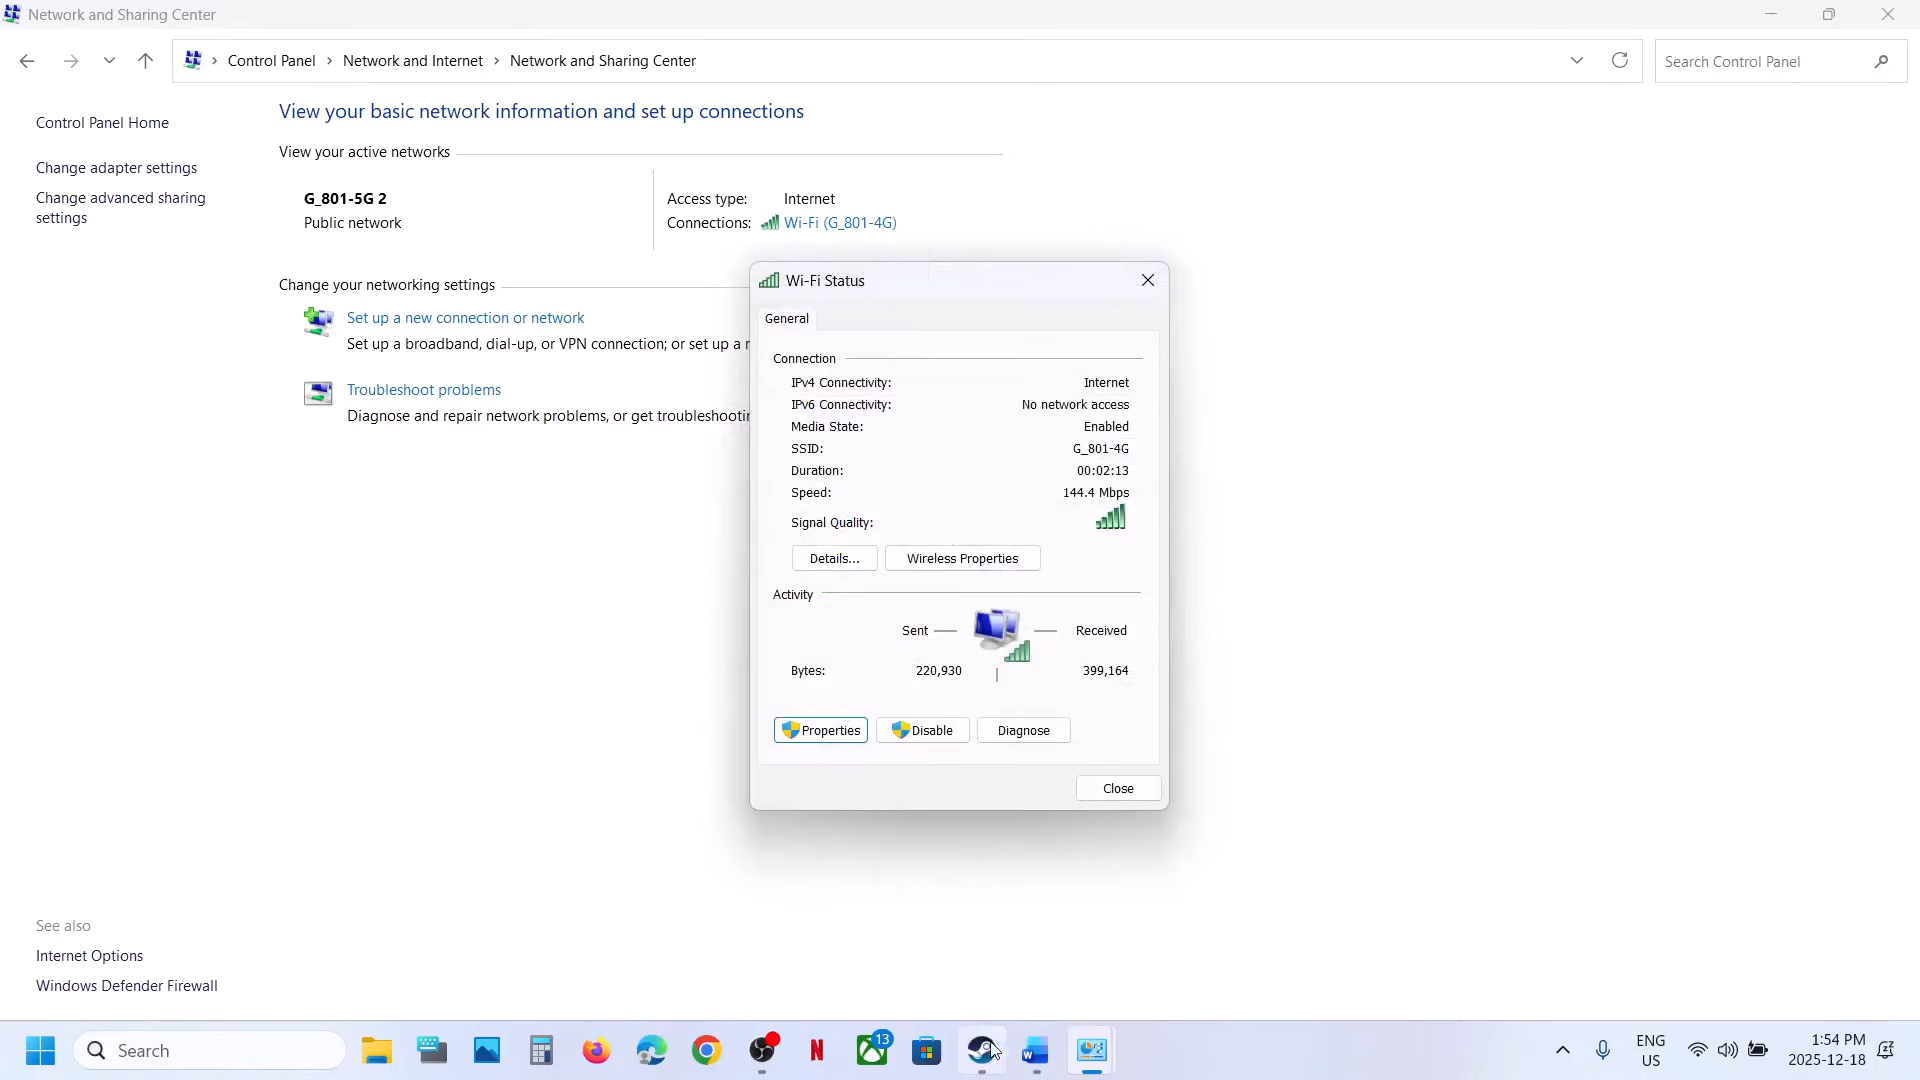 Network and Sharing Center
Control Panel > Network and Internet > Network and Sharing Center
Search Control Panel
Control Panel Home
Change adapter settings
Change advanced sharing
settings
View your basic network information and set up connections
View your active networks
G_801-5G 2
Public network
Access type: Internet
Connections: Wi-Fi (G_801-4G)
Change your networking settings
Set up a new connection or network
Set up a broadband, dial-up, or VPN connection; or set up a r
Troubleshoot problems
Diagnose and repair network problems, or get troubleshootin
Wi-Fi Status
General
Connection
IPv4 Connectivity: Internet
IPv6 Connectivity: No network access
Media State: Enabled
SSID: G_801-4G
Duration: 00:02:13
Speed: 144.4 Mbps
Signal Quality:
Details... Wireless Properties
Activity
Sent Received
Bytes: 220,930 399,164
Properties Disable Diagnose
Close
See also
Internet Options
Windows Defender Firewall
Search
N
13
W
ENG
US
1:54 PM
2025-12-18